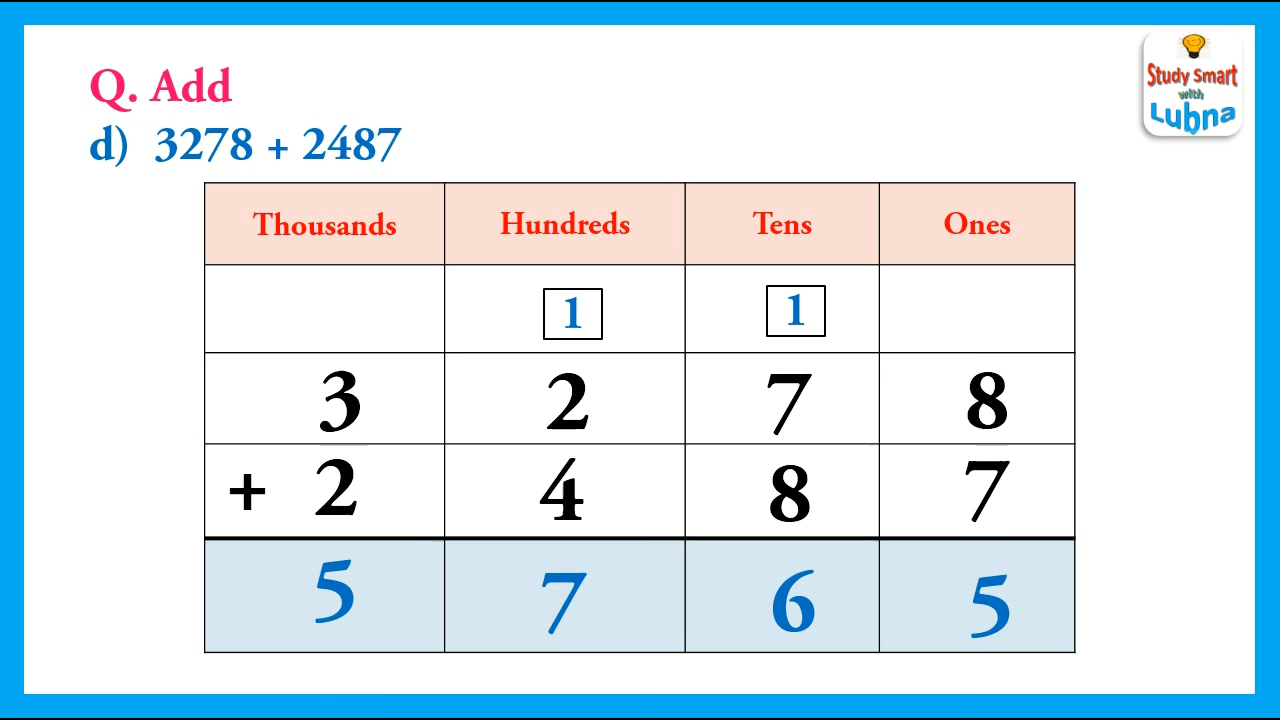 Q. Add
d) 3278 + 2487
Study Smart
with
Lubna
Thousands Hundreds Tens Ones
1 1
3 2 7 8
+ 2 4 8 7
5 7 6 5